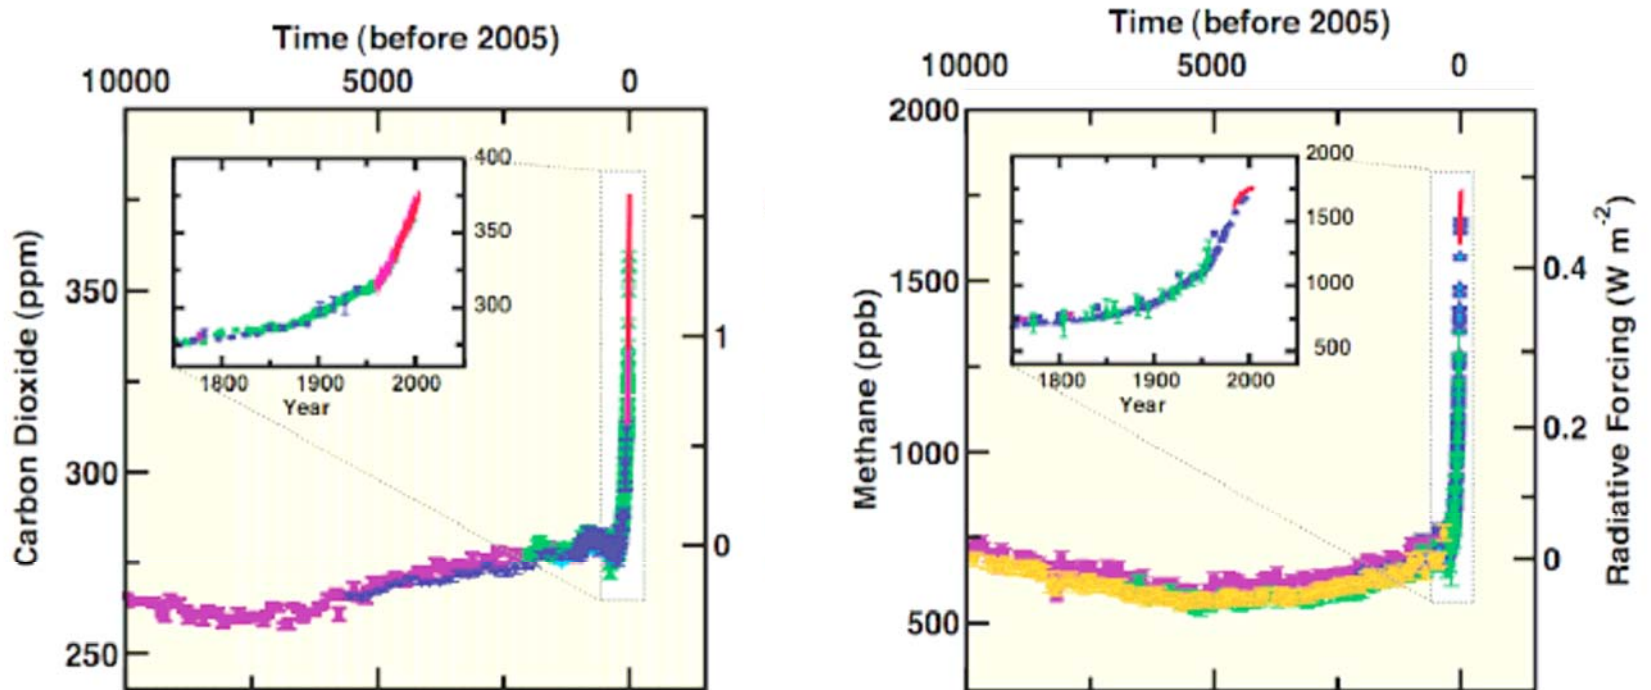 Time (before 2005)
10000 5000 0
Carbon Dioxide (ppm)
350
300
250
400
350
300
1800 1900 2000
Year
1
0
Time (before 2005)
10000 5000 0
Methane (ppb)
2000
1500
1000
500
2000
1500
1000
500
1800 1900 2000
Year
0.4
0.2
0
Radiative Forcing (W m-2)